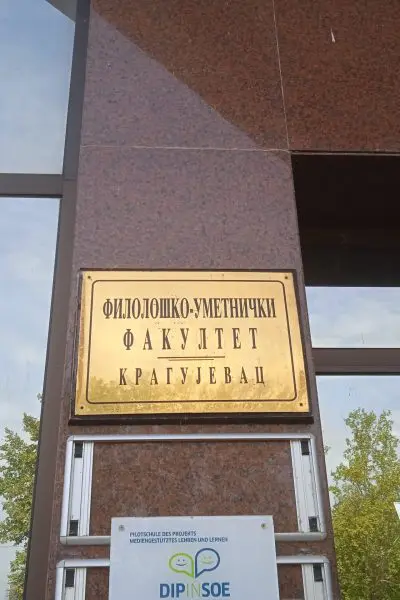 ФИЛОЛОШКО-УМЕТНИЧКИ
ФАКУЛТЕТ
КРАГУЈЕВАЦ
PILOTSCHULE DES PROJEKTS
MEDIENGESTÜTZTES LEHREN UND LERNEN
DIPINSOE